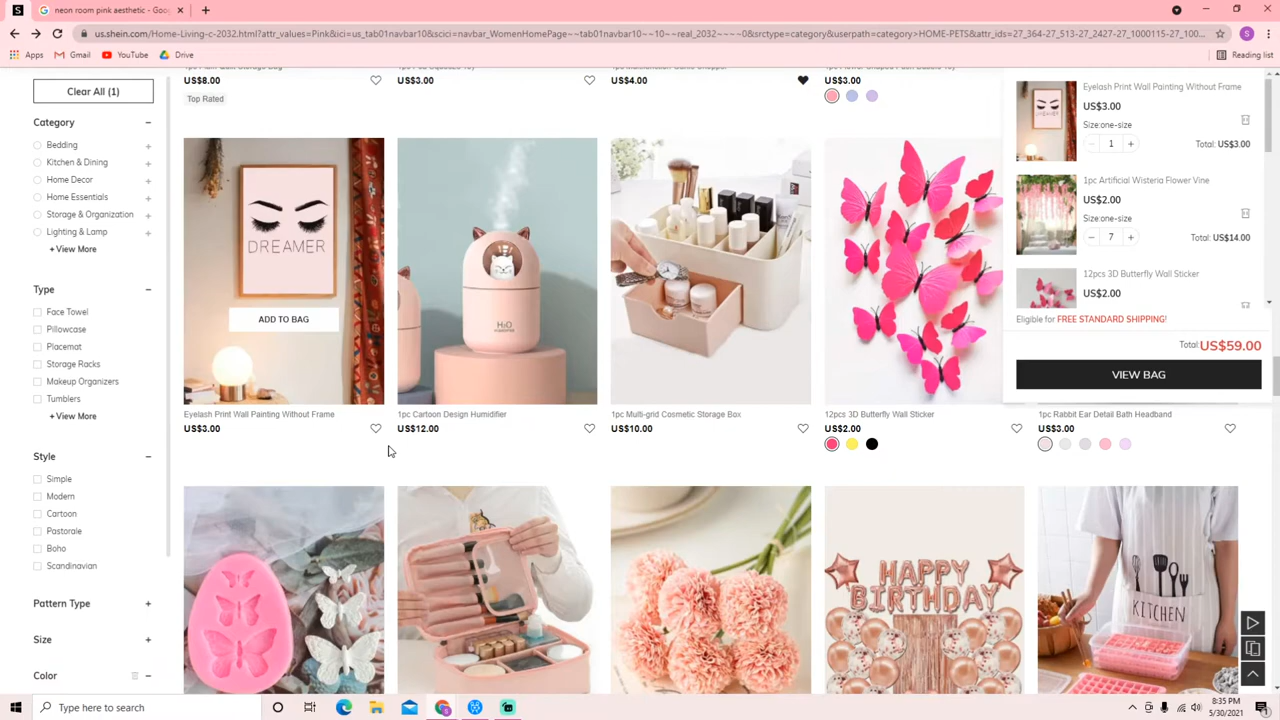 S
neon room pink aesthetic - Goo
us.shein.com/Home-Living-c-2032.html?attr_values=Pink&ici=us_tab01navbar10&scici=navbar_WomenHomePage~~tab01navbar10~~10~~real_2032~~~~0&srctype=category&userpath=category>HOME-PETS&attr_ids=27_364-27_513-27_2427-27_1000115-27_100...
S
Apps
Gmail
YouTube
Drive
Reading list
Clear All (1)
Category
Bedding
Kitchen & Dining
Home Decor
Home Essentials
Storage & Organization
Lighting & Lamp
+ View More
Type
Face Towel
Pillowcase
Placemat
Storage Racks
Makeup Organizers
Tumblers
+ View More
Style
Simple
Modern
Cartoon
Pastorale
Boho
Scandinavian
Pattern Type
Size
Color
US$8.00
US$3.00
US$4.00
US$3.00
Top Rated
DREAMER
ADD TO BAG
H2O
HUMIDIFIER
Eyelash Print Wall Painting Without Frame
US$3.00
1pc Cartoon Design Humidifier
US$12.00
1pc Multi-grid Cosmetic Storage Box
US$10.00
12pcs 3D Butterfly Wall Sticker
US$2.00
1pc Rabbit Ear Detail Bath Headband
US$3.00
HAPPY
BIRTHDAY
KITCHEN
Eyelash Print Wall Painting Without Frame
US$3.00
Size:one-size
1
Total: US$3.00
1pc Artificial Wisteria Flower Vine
US$2.00
Size:one-size
7
Total: US$14.00
12pcs 3D Butterfly Sticker
US$2.00
Eligible for FREE STANDARD SHIPPING!
Total:US$59.00
VIEW BAG
Type here to search
8:35 PM
5/30/2021